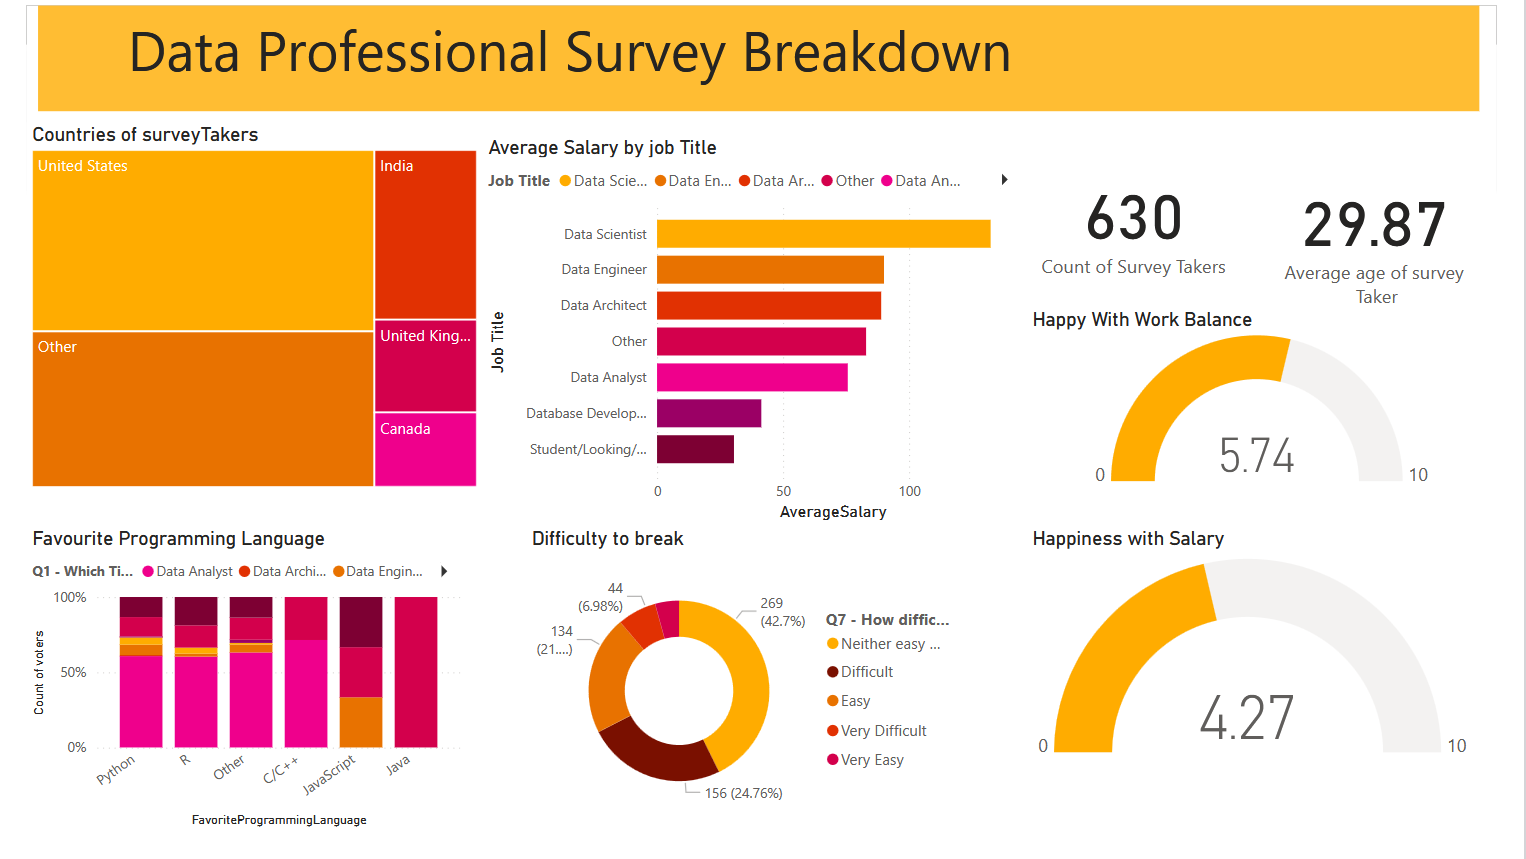 Data Professional Survey Breakdown
Countries of surveyTakers
United States
India
Other
United King...
Canada
Average Salary by job Title
Job Title
Data Scie...
Data En...
Data Ar...
Other
Data An...
Job Title
Data Scientist
Data Engineer
Data Architect
Other
Data Analyst
Database Develop...
Student/Looking/...
0
50
100
AverageSalary
630
Count of Survey Takers
29.87
Average age of survey
Taker
Happy With Work Balance
5.74
0
10
Favourite Programming Language
Q1 - Which Ti...
Data Analyst
Data Archi...
Data Engin...
Count of voters
100%
50%
0%
Python
R
Other
C/C++
JavaScript
Java
FavoriteProgrammingLanguage
Difficulty to break
44
(6.98%)
269
(42.7%)
134
(21....)
156 (24.76%)
Q7 - How diffic...
Neither easy ...
Difficult
Easy
Very Difficult
Very Easy
Happiness with Salary
4.27
0
10